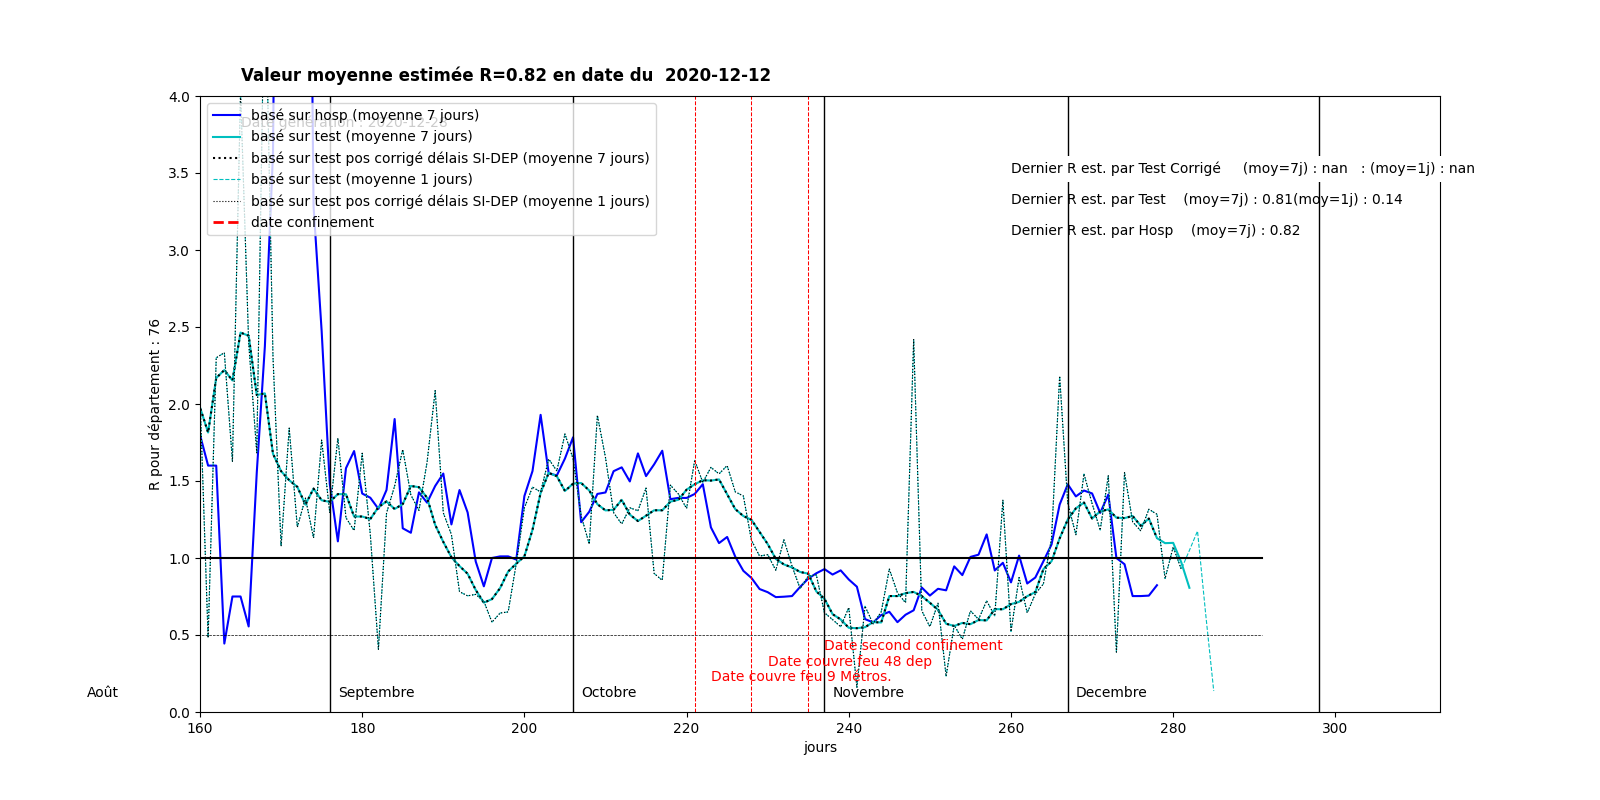 Valeur moyenne estimée R=0.82 en date du  2020-12-12
4.0
basé sur hosp (moyenne 7 jours)
Date génération : 2020-12-23
basé sur test (moyenne 7 jours)
basé sur test pos corrigé délais SI-DEP (moyenne 7 jours)
basé sur test (moyenne 1 jours)
basé sur test pos corrigé délais SI-DEP (moyenne 1 jours)
date confinement
Dernier R est. par Test Corrigé     (moy=7j) : nan   : (moy=1j) : nan
Dernier R est. par Test    (moy=7j) : 0.81(moy=1j) : 0.14
Dernier R est. par Hosp    (moy=7j) : 0.82
3.5
3.0
2.5
2.0
1.5
1.0
0.5
0.0
R pour département : 76
Date second confinement
Date couvre feu 48 dep
Date couvre feu 9 Métros.
Août
Septembre
Octobre
Novembre
Decembre
160
180
200
220
240
260
280
300
jours